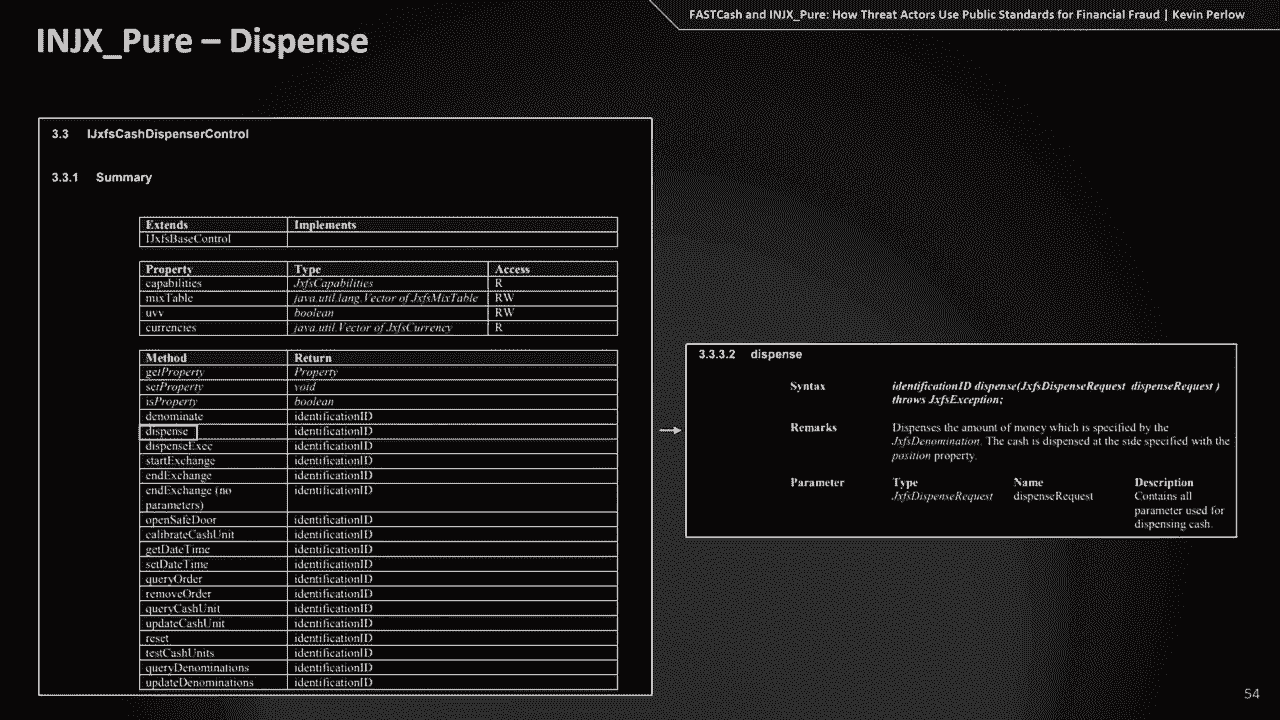 FASTCash and INJX_Pure: How Threat Actors Use Public Standards for Financial Fraud | Kevin Perlow
INJX_Pure – Dispense
3.3 IJxfsCashDispenserControl
3.3.1 Summary
Extends Implements
IJxfsBaseControl
Property Type Access
capabilities JxfsCapabilities R
mixTable java.util.lang.Vector of JxfsMixTable RW
uvv boolean RW
currencies java.util.Vector of JxfsCurrency R
Method Return
getProperty Property
setProperty void
isProperty boolean
denominate identificationID
dispense identificationID
dispenseExec identificationID
startExchange identificationID
endExchange identificationID
endExchange (no identificationID
parameters)
openSafeDoor identificationID
calibrateCashUnit identificationID
getDateTime identificationID
setDateTime identificationID
queryOrder identificationID
removeOrder identificationID
queryCashUnit identificationID
updateCashUnit identificationID
reset identificationID
testCashUnits identificationID
queryDenominations identificationID
updateDenominations identificationID
3.3.3.2 dispense
Syntax identificationID dispense(JxfsDispenseRequest dispenseRequest )
throws JxfsException;
Remarks Dispenses the amount of money which is specified by the
JxfsDenomination. The cash is dispensed at the side specified with the
position property.
Parameter Type Name Description
JxfsDispenseRequest dispenseRequest Contains all
parameter used for
dispensing cash.
54